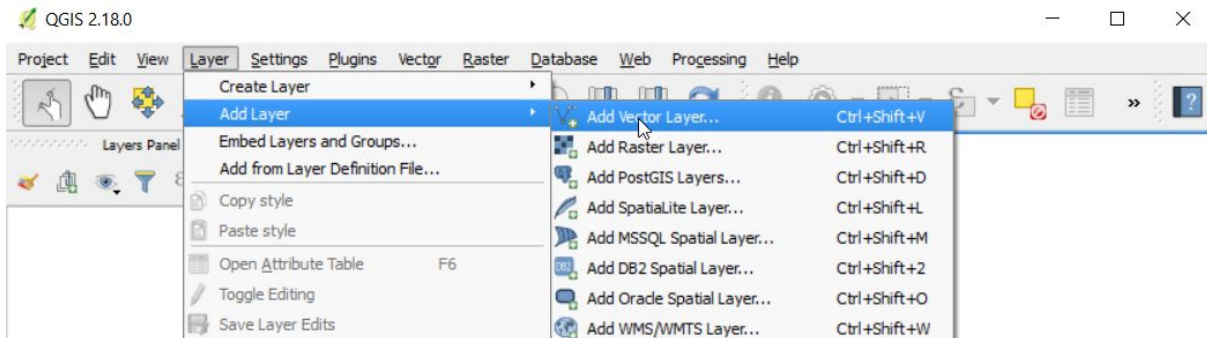 QGIS 2.18.0
Project Edit View Layer Settings Plugins Vector Raster Database Web Processing Help
Create Layer
Add Layer
Add Vector Layer... Ctrl+Shift+V
Layers Panel
Embed Layers and Groups...
Add Raster Layer... Ctrl+Shift+R
Add from Layer Definition File...
Add PostGIS Layers... Ctrl+Shift+D
Copy style
Add SpatiaLite Layer... Ctrl+Shift+L
Paste style
Add MSSQL Spatial Layer... Ctrl+Shift+M
Open Attribute Table F6
DB2 Add DB2 Spatial Layer... Ctrl+Shift+2
Toggle Editing
Add Oracle Spatial Layer... Ctrl+Shift+O
Save Layer Edits
Add WMS/WMTS Layer... Ctrl+Shift+W